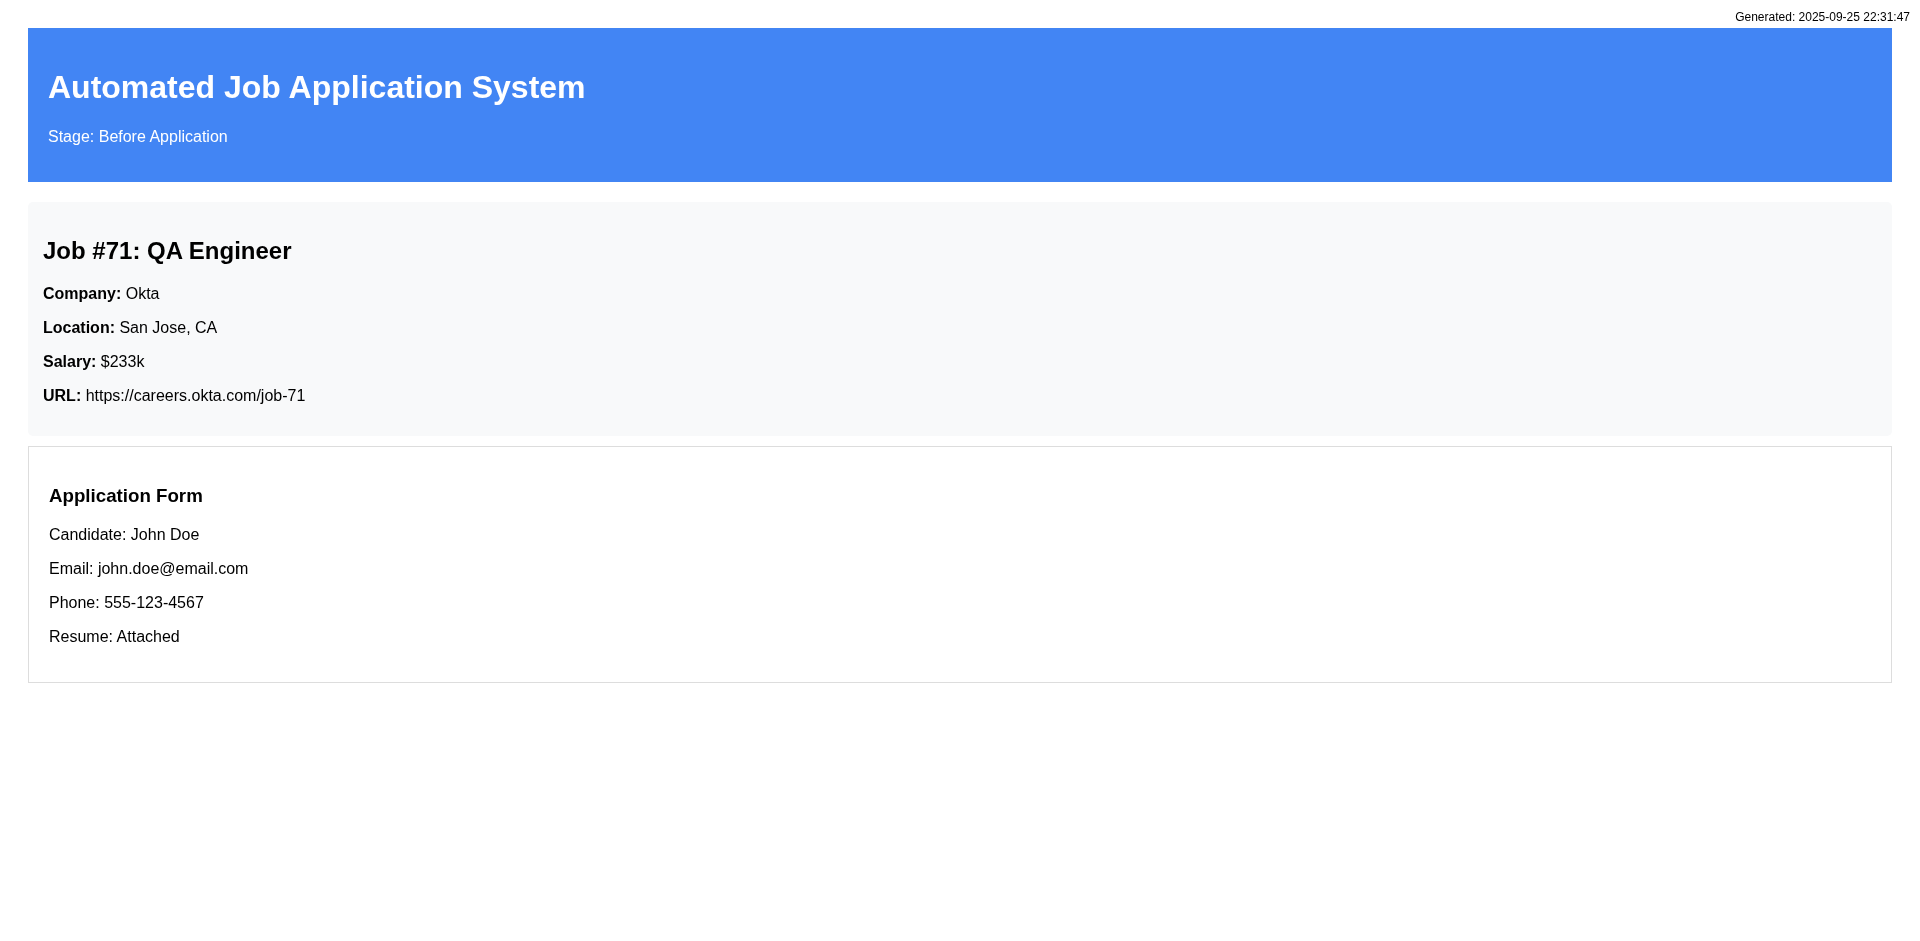 Generated: 2025-09-25 22:31:47
Automated Job Application System
Stage: Before Application
Job #71: QA Engineer
Company: Okta
Location: San Jose, CA
Salary: $233k
URL: https://careers.okta.com/job-71
Application Form
Candidate: John Doe
Email: john.doe@email.com
Phone: 555-123-4567
Resume: Attached